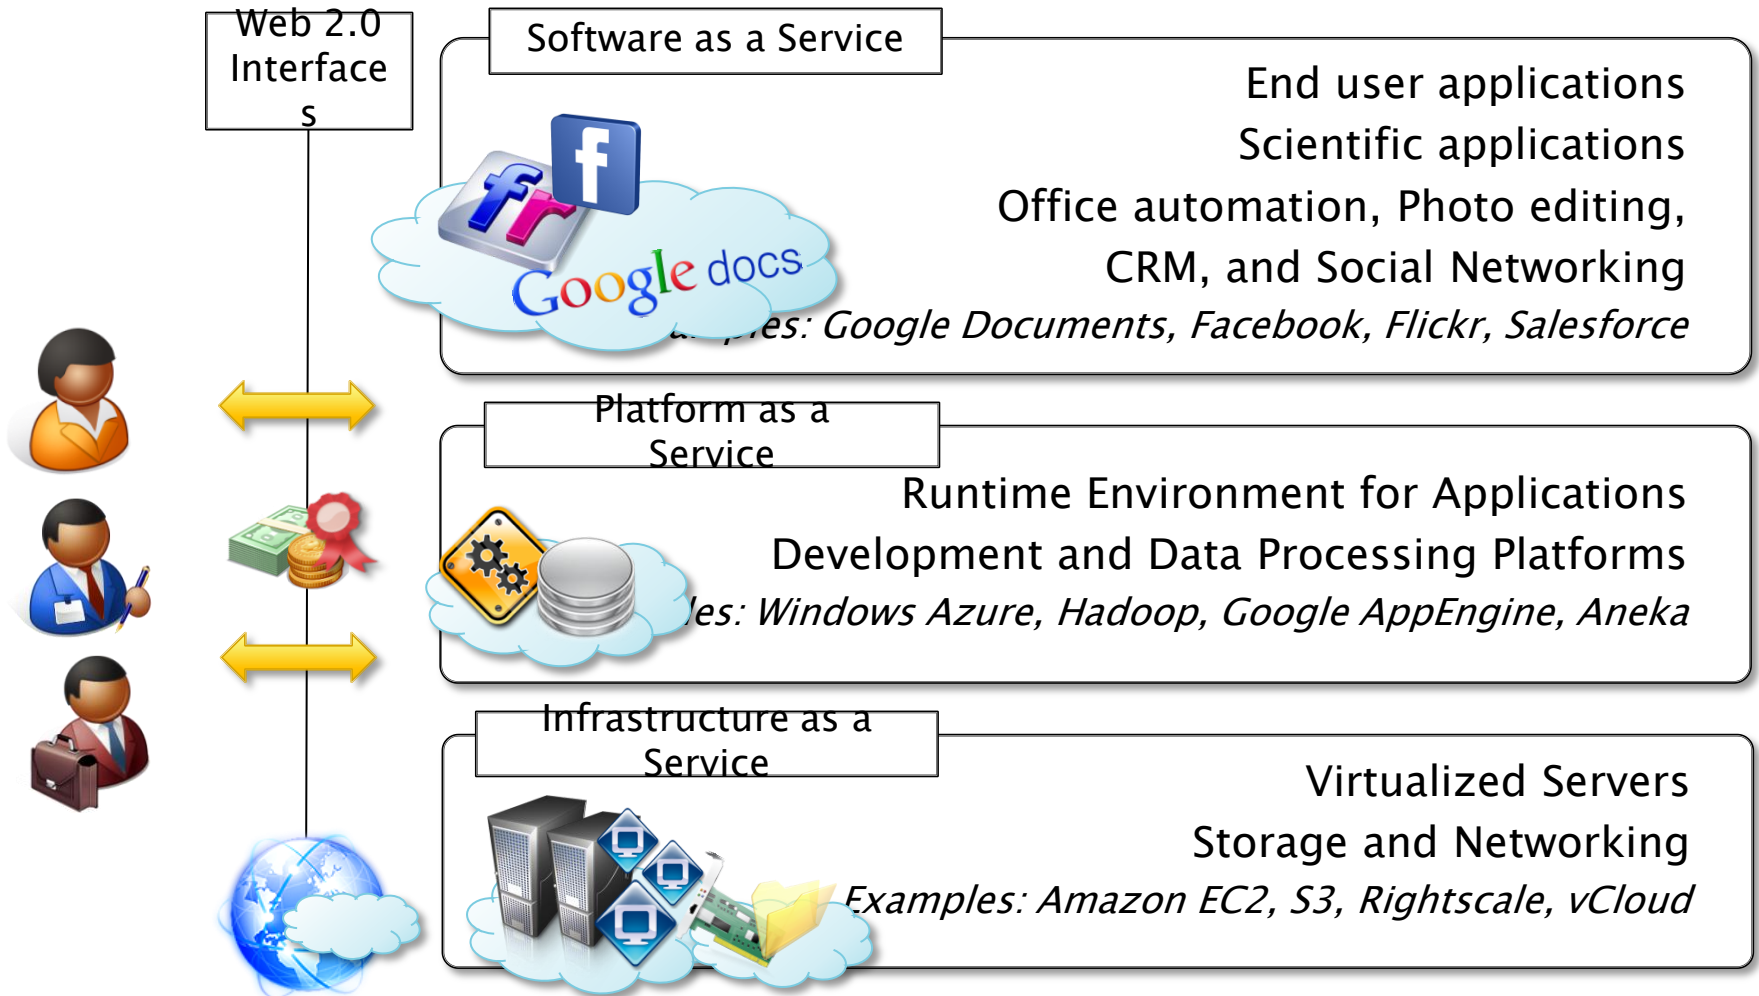 Web 2.0
Interface
s
Software as a Service
End user applications
Scientific applications
Office automation, Photo editing,
CRM, and Social Networking
Google Documents, Facebook, Flickr, Salesforce
f
fr
Google docs
Platform as a
Service
Runtime Environment for Applications
Development and Data Processing Platforms
Windows Azure, Hadoop, Google AppEngine, Aneka
Infrastructure as a
Service
Virtualized Servers
Storage and Networking
Examples: Amazon EC2, S3, Rightscale, vCloud